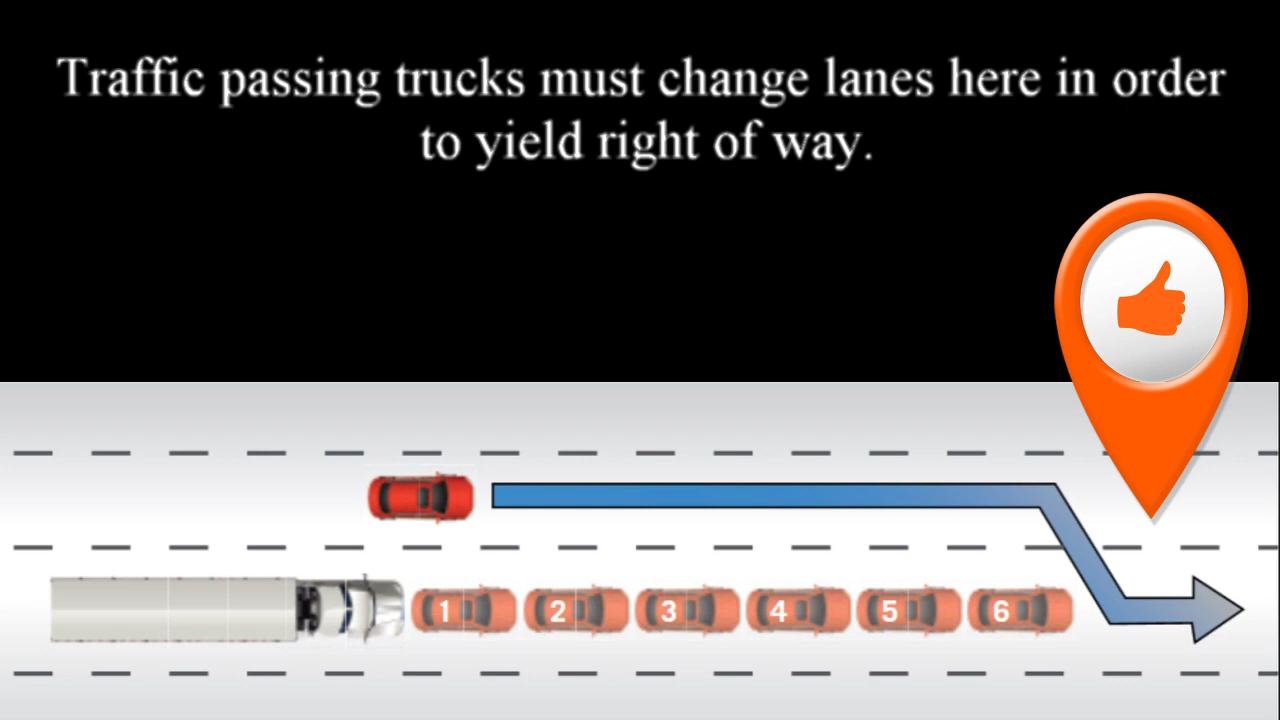 Traffic passing trucks must change lanes here in order
to yield right of way.
1 2 3 4 5 6